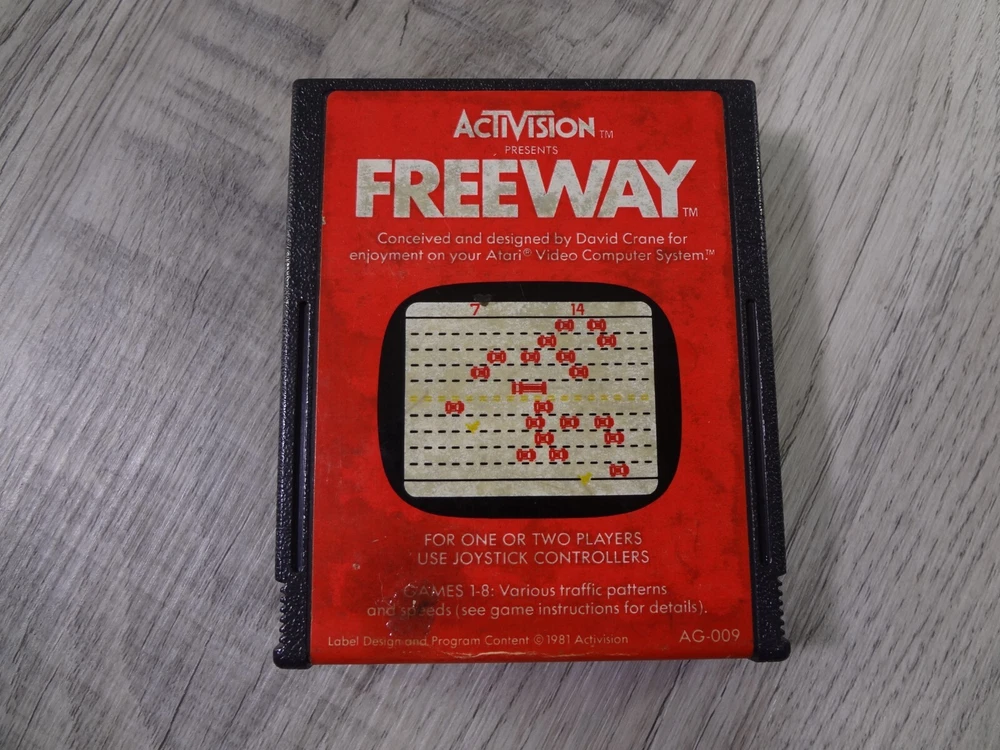 ACTIVISION TM
PRESENTS
FREEWAY TM
Conceived and designed by David Crane for
enjoyment on your Atari® Video Computer System.™
7 14
FOR ONE OR TWO PLAYERS
USE JOYSTICK CONTROLLERS
GAMES 1-8: Various traffic patterns
and speeds (see game instructions for details).
Label Design and Program Content © 1981 Activision
AG-009